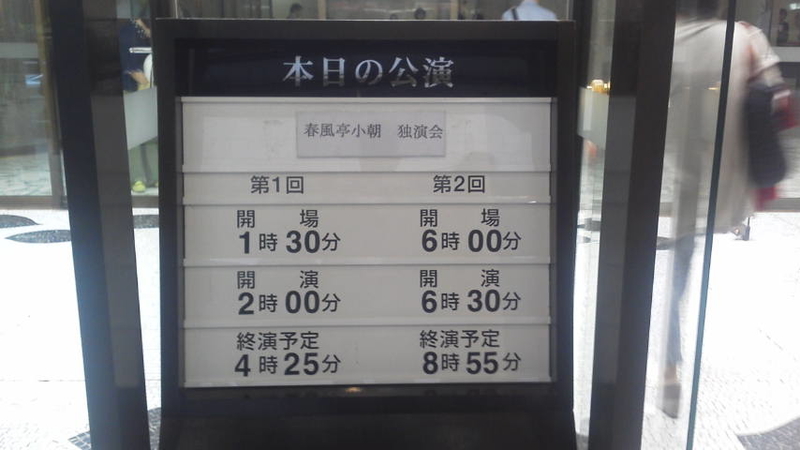 本日の公演
春風亭小朝 独演会
第1回 第2回
開場 開場
1時30分 6時00分
開演 開演
2時00分 6時30分
終演予定 終演予定
4時25分 8時55分